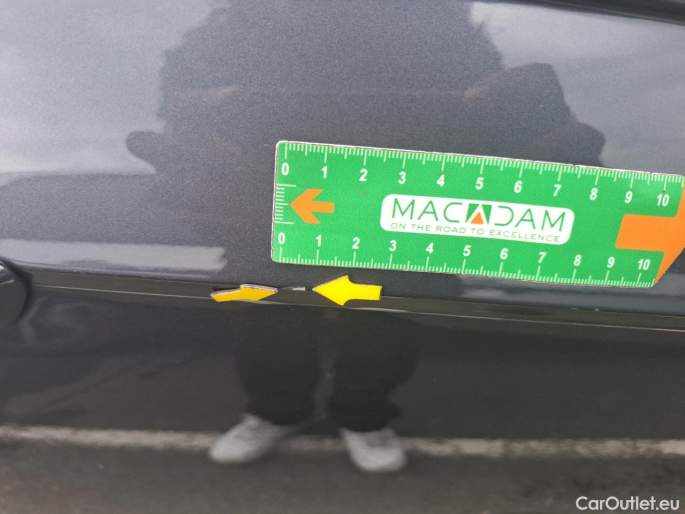 0 1 2 3 4 5 6 7 8 9 10
MACADAM
ON THE ROAD TO EXCELLENCE
0 1 2 3 4 5 6 7 8 9 10
CarOutlet.eu